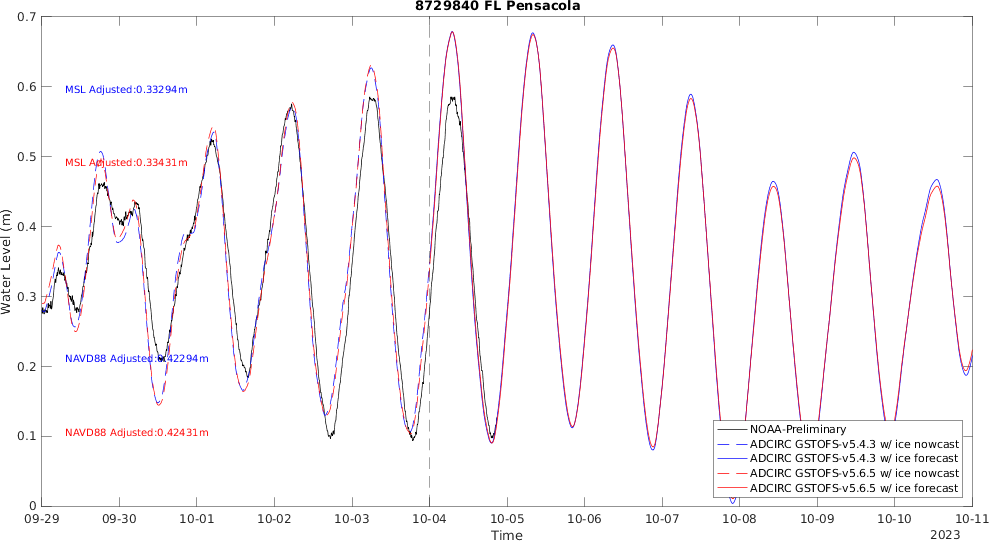 8729840 FL Pensacola
0.7
0.6
0.5
0.4
0.3
0.2
0.1
0
Water Level (m)
MSL Adjusted:0.33294m
MSL Adjusted:0.33431m
NAVD88 Adjusted:0.42294m
NAVD88 Adjusted:0.42431m
NOAA-Preliminary
ADCIRC GSTOFS-v5.4.3 w/ ice nowcast
ADCIRC GSTOFS-v5.4.3 w/ ice forecast
ADCIRC GSTOFS-v5.6.5 w/ ice nowcast
ADCIRC GSTOFS-v5.6.5 w/ ice forecast
09-29 09-30 10-01 10-02 10-03 10-04 10-05 10-06 10-07 10-08 10-09 10-10 10-11
Time
2023